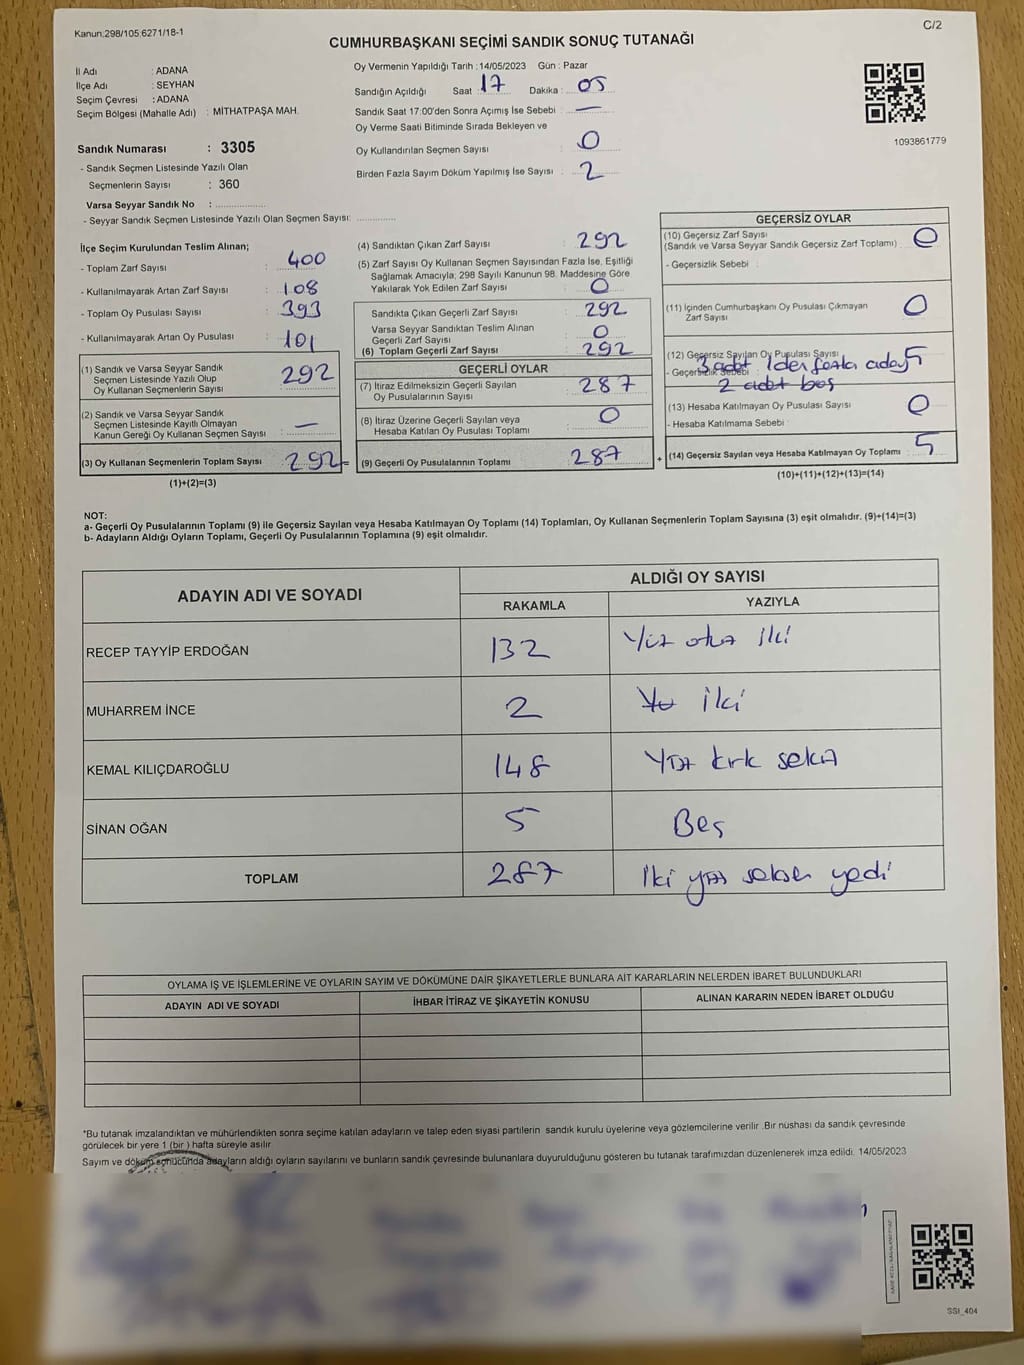 Kanun:298/105;6271/18-1
C/2
CUMHURBAŞKANI SEÇİMİ SANDIK SONUÇ TUTANAĞI
İl Adı : ADANA
İlçe Adı : SEYHAN
Seçim Çevresi : ADANA
Seçim Bölgesi (Mahalle Adı) : MİTHATPAŞA MAH.
Sandık Numarası : 3305
- Sandık Seçmen Listesinde Yazılı Olan
Seçmenlerin Sayısı : 360
Varsa Seyyar Sandık No :
- Seyyar Sandık Seçmen Listesinde Yazılı Olan Seçmen Sayısı:
Oy Vermenin Yapıldığı Tarih :14/05/2023 Gün : Pazar
Sandığın Açıldığı Saat : 17 Dakika : 05
Sandık Saat 17:00'den Sonra Açımış İse Sebebi : —
Oy Verme Saati Bitiminde Sırada Bekleyen ve
Oy Kullandırılan Seçmen Sayısı : 0
Birden Fazla Sayım Döküm Yapılmış İse Sayısı : 2
1093861779
İlçe Seçim Kurulundan Teslim Alınan;
- Toplam Zarf Sayısı : 400
- Kullanılmayarak Artan Zarf Sayısı : 108
- Toplam Oy Pusulası Sayısı : 393
- Kullanılmayarak Artan Oy Pusulası : 101
(1) Sandık ve Varsa Seyyar Sandık
Seçmen Listesinde Yazılı Olup
Oy Kullanan Seçmenlerin Sayısı : 292
(2) Sandık ve Varsa Seyyar Sandık
Seçmen Listesinde Kayıtlı Olmayan
Kanun Gereği Oy Kullanan Seçmen Sayısı : —
(3) Oy Kullanan Seçmenlerin Toplam Sayısı : 292 =
(1)+(2)=(3)
(4) Sandıktan Çıkan Zarf Sayısı : 292
(5) Zarf Sayısı Oy Kullanan Seçmen Sayısından Fazla İse, Eşitliği
Sağlamak Amacıyla; 298 Sayılı Kanunun 98. Maddesine Göre
Yakılarak Yok Edilen Zarf Sayısı : 0
Sandıkta Çıkan Geçerli Zarf Sayısı : 292
Varsa Seyyar Sandıktan Teslim Alınan
Geçerli Zarf Sayısı : 0
(6) Toplam Geçerli Zarf Sayısı : 292
GEÇERLİ OYLAR
(7) İtiraz Edilmeksizin Geçerli Sayılan
Oy Pusulalarının Sayısı : 287
(8) İtiraz Üzerine Geçerli Sayılan veya
Hesaba Katılan Oy Pusulası Toplamı : 0
(9) Geçerli Oy Pusulalarının Toplamı : 287 +
GEÇERSİZ OYLAR
(10) Geçersiz Zarf Sayısı
(Sandık ve Varsa Seyyar Sandık Geçersiz Zarf Toplamı) 0
- Geçersizlik Sebebi :
(11) İçinden Cumhurbaşkanı Oy Pusulası Çıkmayan
Zarf Sayısı 0
(12) Geçersiz Sayılan Oy Pusulası Sayısı 5
- Geçersizlik Sebebi : 3 adet 1 den fazla aday
2 adet boş
(13) Hesaba Katılmayan Oy Pusulası Sayısı 0
- Hesaba Katılmama Sebebi
(14) Geçersiz Sayılan veya Hesaba Katılmayan Oy Toplamı 5
(10)+(11)+(12)+(13)=(14)
NOT:
a- Geçerli Oy Pusulalarının Toplamı (9) ile Geçersiz Sayılan veya Hesaba Katılmayan Oy Toplamı (14) Toplamları, Oy Kullanan Seçmenlerin Toplam Sayısına (3) eşit olmalıdır. (9)+(14)=(3)
b- Adayların Aldığı Oyların Toplamı, Geçerli Oy Pusulalarının Toplamına (9) eşit olmalıdır.
ADAYIN ADI VE SOYADI ALDIĞI OY SAYISI
RAKAMLA YAZIYLA
RECEP TAYYİP ERDOĞAN 132 Yüz otuz iki
MUHARREM İNCE 2 iki
KEMAL KILIÇDAROĞLU 148 Yüz kırk sekiz
SİNAN OĞAN 5 Beş
TOPLAM 287 İki yüz seksen yedi
OYLAMA İŞ VE İŞLEMLERİNE VE OYLARIN SAYIM VE DÖKÜMÜNE DAİR ŞİKAYETLERLE BUNLARA AİT KARARLARIN NELERDEN İBARET BULUNDUKLARI
ADAYIN ADI VE SOYADI İHBAR İTİRAZ VE ŞİKAYETİN KONUSU ALINAN KARARIN NEDEN İBARET OLDUĞU
*Bu tutanak imzalandıktan ve mühürlendikten sonra seçime katılan adayların ve talep eden siyasi partilerin sandık kurulu üyelerine veya gözlemcilerine verilir .Bir nüshası da sandık çevresinde
görülecek bir yere 1 (bir ) hafta süreyle asılır.
Sayım ve döküm sonucunda adayların aldığı oyların sayılarını ve bunların sandık çevresinde bulunanlara duyurulduğunu gösteren bu tutanak tarafımızdan düzenlenerek imza edildi. 14/05/2023
SSI_404